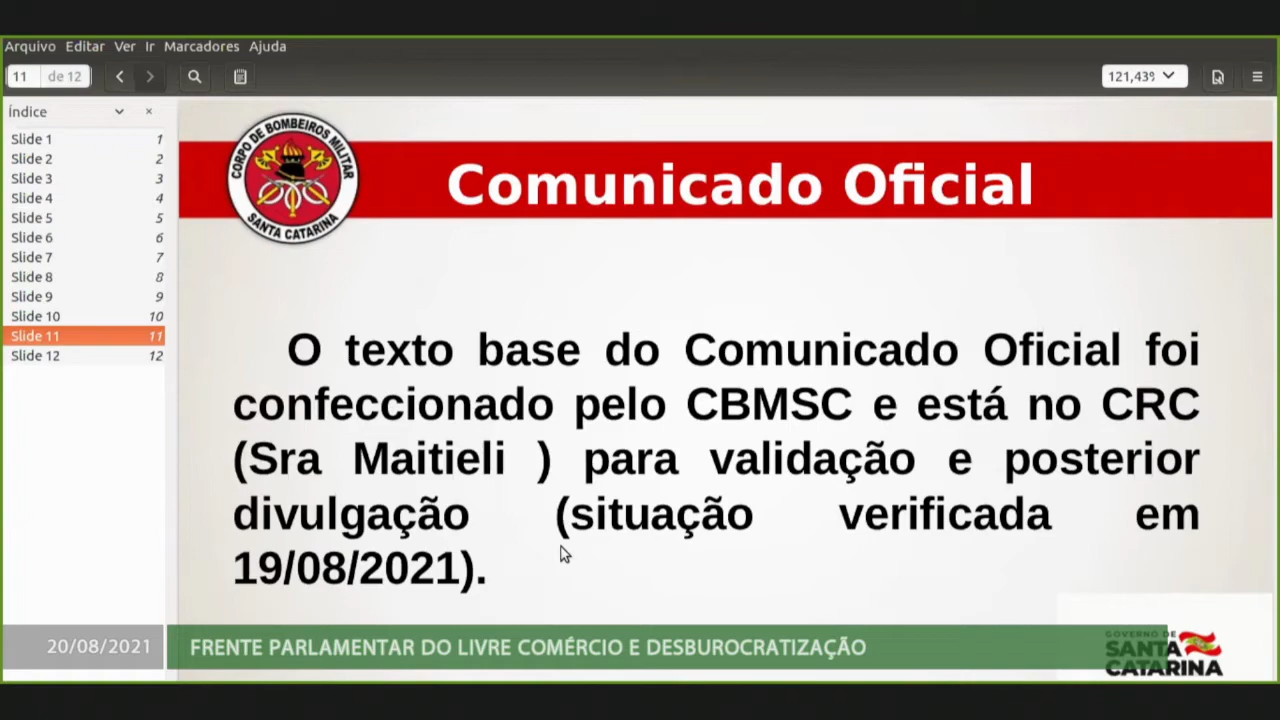 Arquivo Editar Ver Ir Marcadores Ajuda
11 de 12
121,43%
Índice
Slide 1 1
Slide 2 2
Slide 3 3
Slide 4 4
Slide 5 5
Slide 6 6
Slide 7 7
Slide 8 8
Slide 9 9
Slide 10 10
Slide 11 11
Slide 12 12
CORPO DE BOMBEIROS MILITAR
SANTA CATARINA
Comunicado Oficial
O texto base do Comunicado Oficial foi
confeccionado pelo CBMSC e está no CRC
(Sra Maitieli ) para validação e posterior
divulgação (situação verificada em
19/08/2021).
20/08/2021
FRENTE PARLAMENTAR DO LIVRE COMÉRCIO E DESBUROCRATIZAÇÃO
GOVERNO DE
SANTA
CATARINA